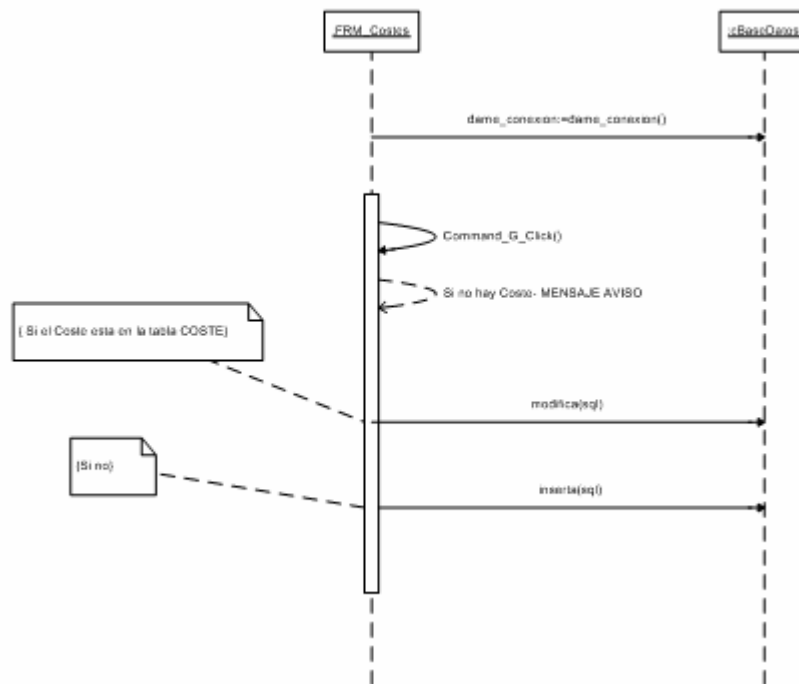 FRM_Costes
:cBaseDatos
dame_conexion:=dame_conexion()
Command_G_Click()
Si no hay Coste- MENSAJE AVISO
{ Si el Coste esta en la tabla COSTE}
modifica(sql)
{Si no}
inserta(sql)